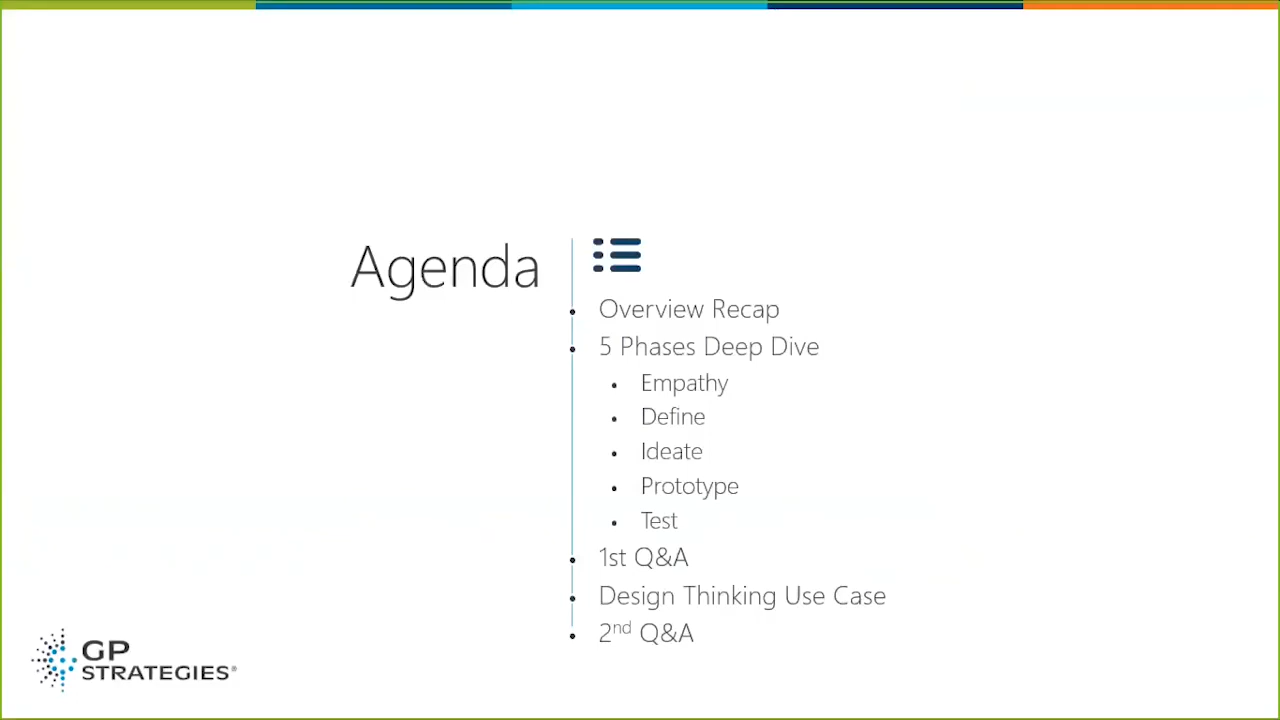 Agenda
Overview Recap
5 Phases Deep Dive
Empathy
Define
Ideate
Prototype
Test
1st Q&A
Design Thinking Use Case
2nd Q&A
GP
STRATEGIES®